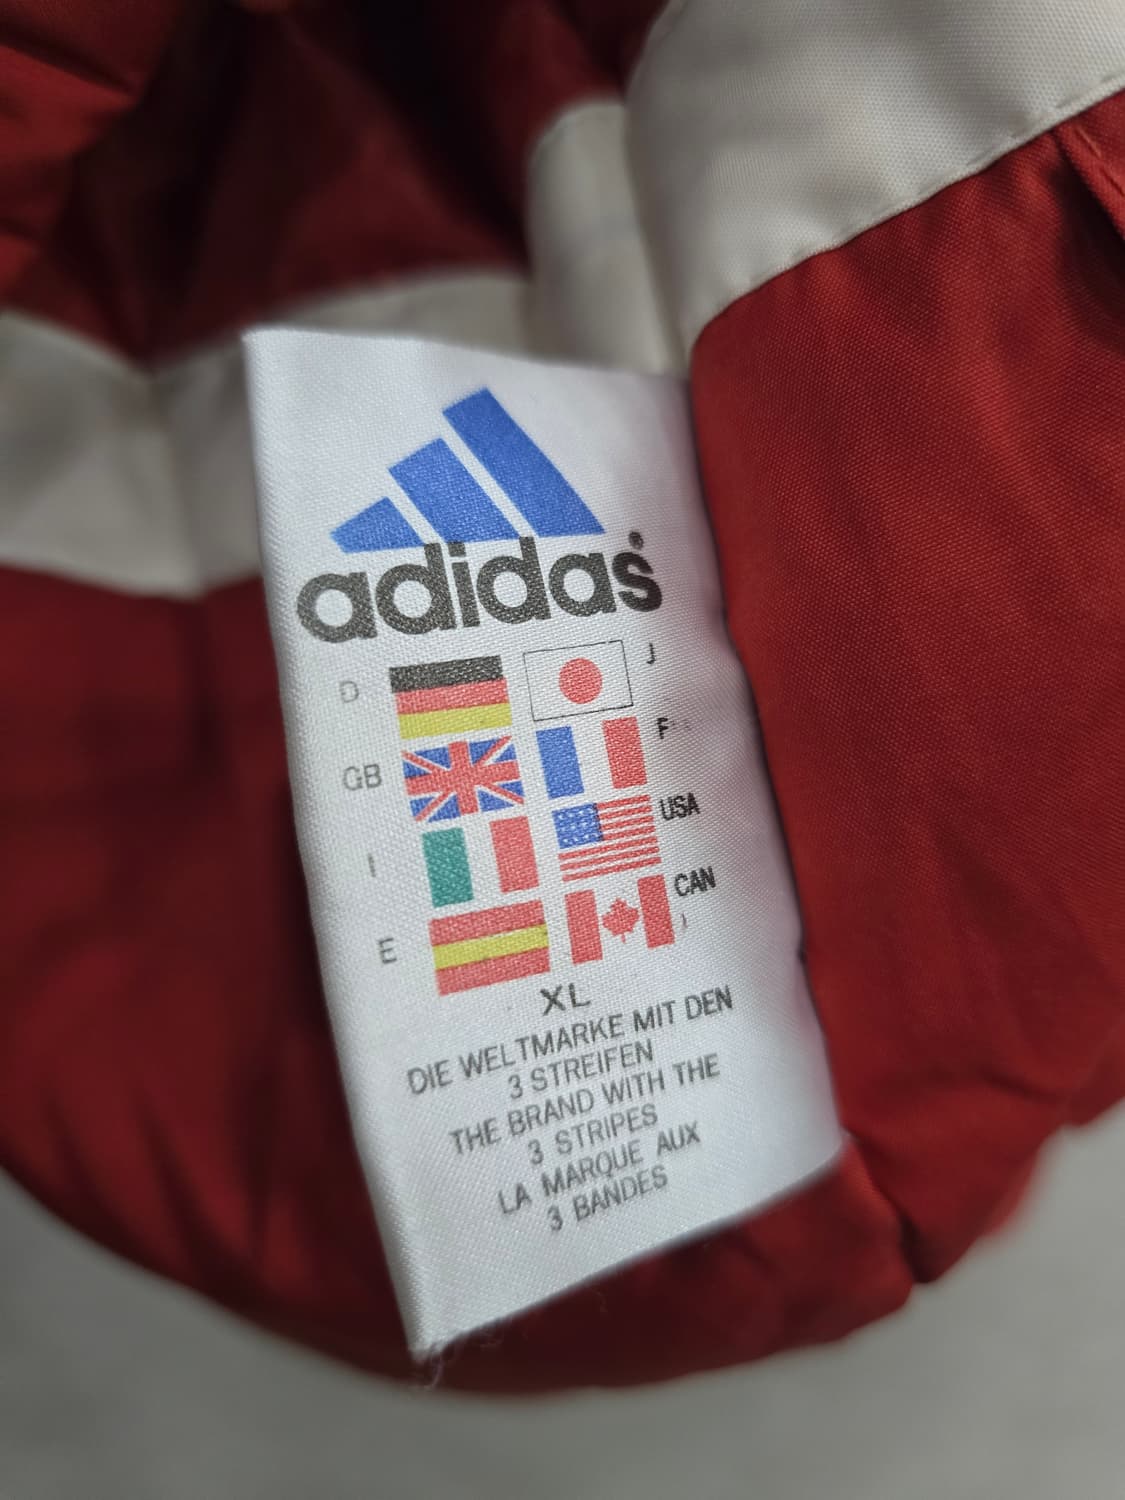 adidas®
D
J
GB
F
I
USA
E
CAN
XL
DIE WELTMARKE MIT DEN
3 STREIFEN
THE BRAND WITH THE
3 STRIPES
LA MARQUE AUX
3 BANDES